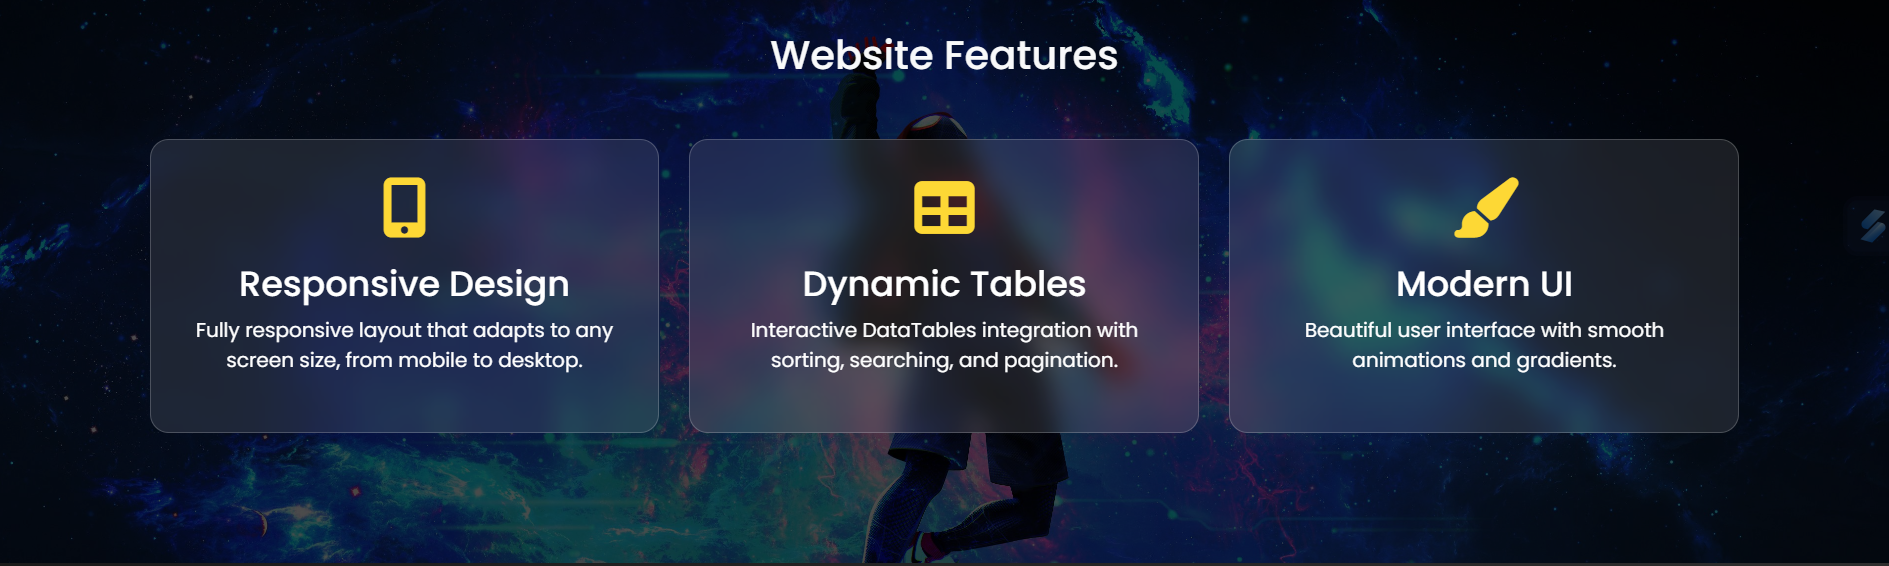 Website Features
Responsive Design
Fully responsive layout that adapts to any
screen size, from mobile to desktop.
Dynamic Tables
Interactive DataTables integration with
sorting, searching, and pagination.
Modern UI
Beautiful user interface with smooth
animations and gradients.